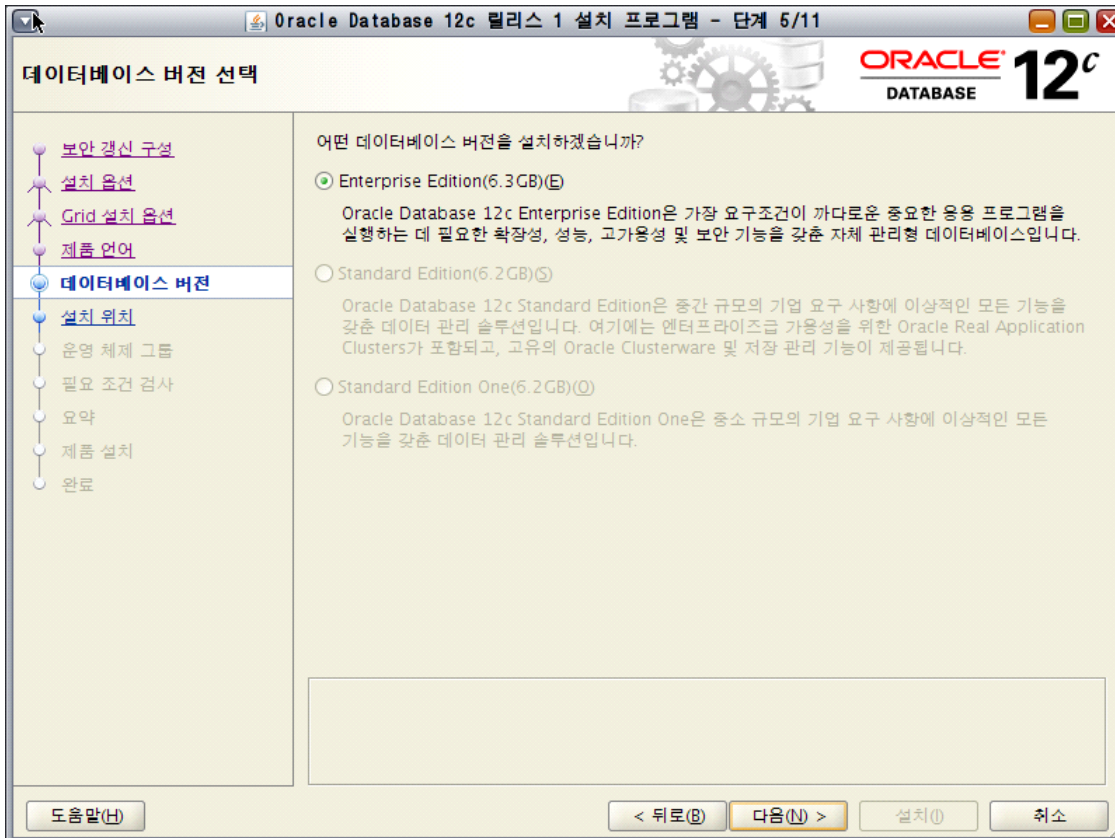 Oracle Database 12c 릴리스 1 설치 프로그램 - 단계 5/11
데이터베이스 버전 선택
ORACLE
DATABASE
12c
보안 갱신 구성
설치 옵션
Grid 설치 옵션
제품 언어
데이터베이스 버전
설치 위치
운영 체제 그룹
필요 조건 검사
요약
제품 설치
완료
어떤 데이터베이스 버전을 설치하겠습니까?
Enterprise Edition(6.3GB)(E)
Oracle Database 12c Enterprise Edition은 가장 요구조건이 까다로운 중요한 응용 프로그램을
실행하는 데 필요한 확장성, 성능, 고가용성 및 보안 기능을 갖춘 자체 관리형 데이터베이스입니다.
Standard Edition(6.2GB)(S)
Oracle Database 12c Standard Edition은 중간 규모의 기업 요구 사항에 이상적인 모든 기능을
갖춘 데이터 관리 솔루션입니다. 여기에는 엔터프라이즈급 가용성을 위한 Oracle Real Application
Clusters가 포함되고, 고유의 Oracle Clusterware 및 저장 관리 기능이 제공됩니다.
Standard Edition One(6.2GB)(O)
Oracle Database 12c Standard Edition One은 중소 규모의 기업 요구 사항에 이상적인 모든
기능을 갖춘 데이터 관리 솔루션입니다.
도움말(H)
< 뒤로(B)
다음(N) >
설치(I)
취소